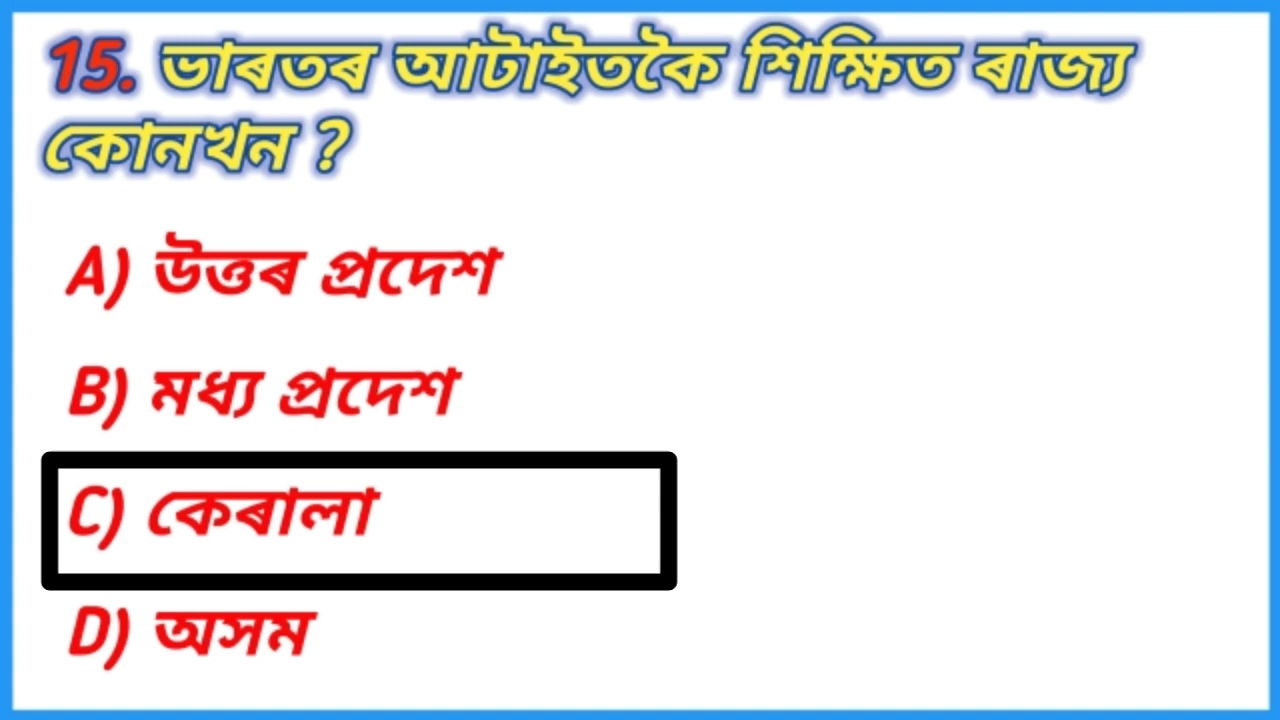 15. ভাৰতৰ আটাইতকৈ শিক্ষিত ৰাজ্য
কোনখন ?
A) উত্তৰ প্ৰদেশ
B) মধ্য প্ৰদেশ
C) কেৰালা
D) অসম